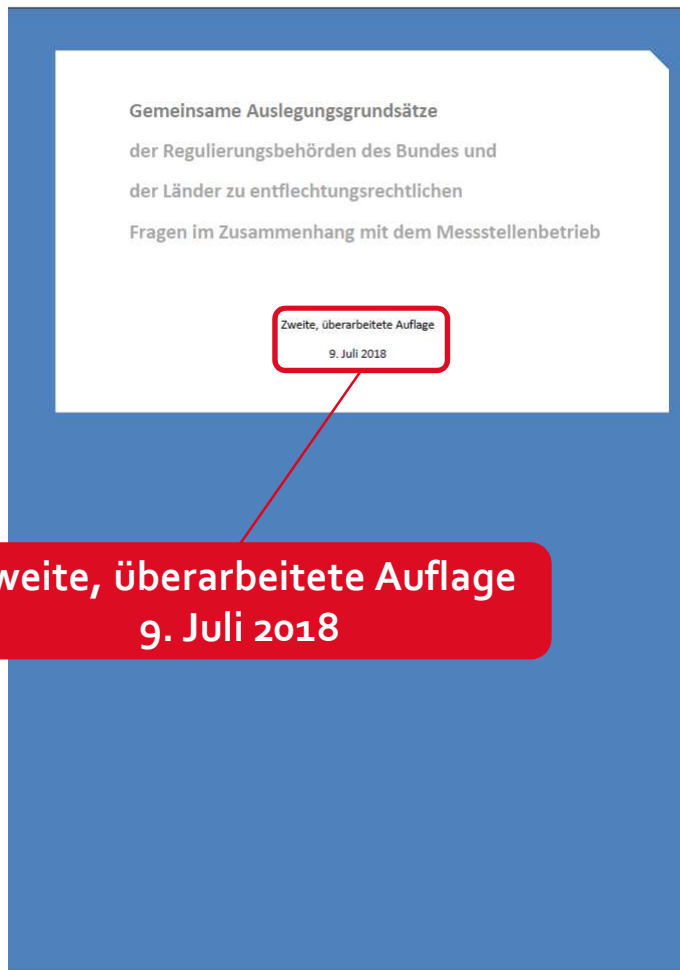 Gemeinsame Auslegungsgrundsätze
der Regulierungsbehörden des Bundes und
der Länder zu entflechtungsrechtlichen
Fragen im Zusammenhang mit dem Messstellenbetrieb
Zweite, überarbeitete Auflage
9. Juli 2018
weite, überarbeitete Auflage
9. Juli 2018